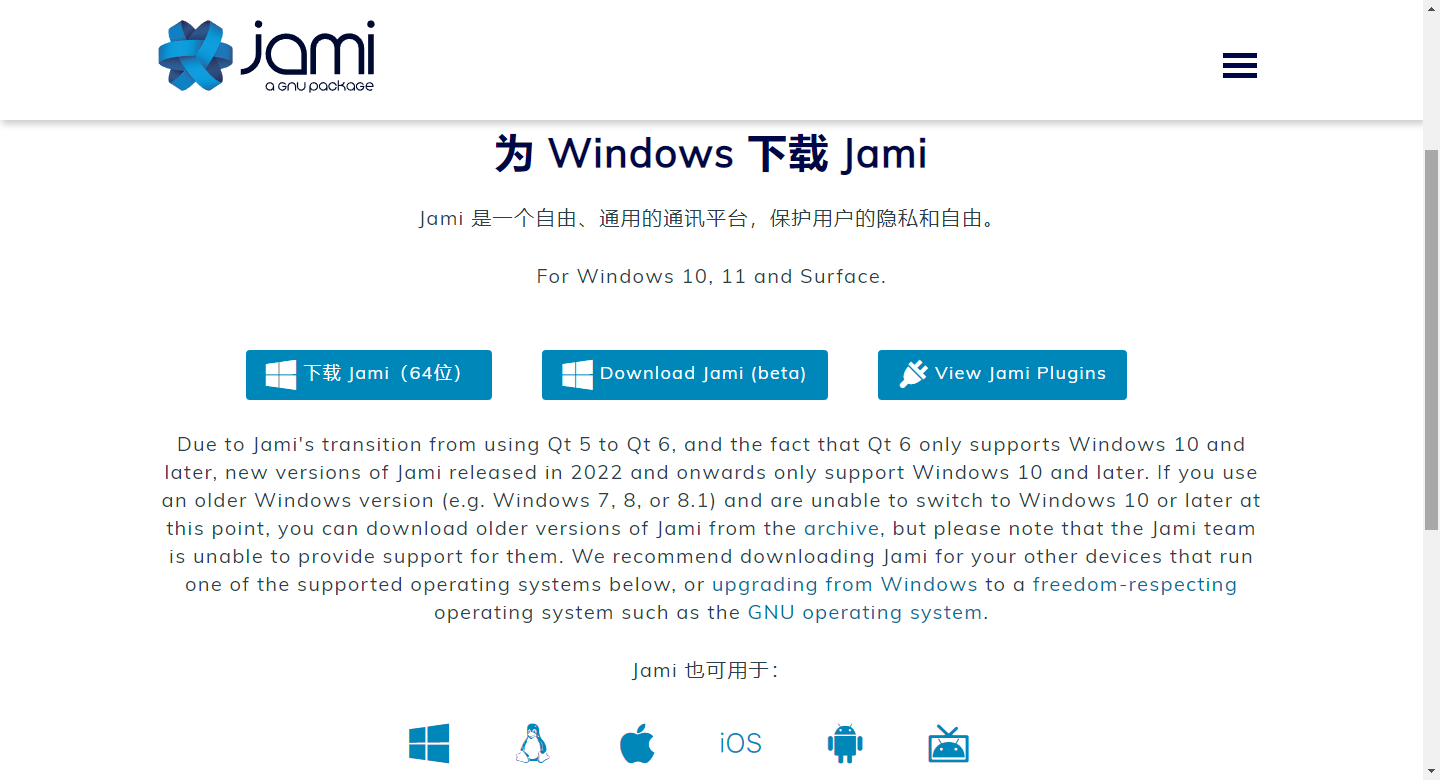 jami
a GNU package
为 Windows 下载 Jami
Jami 是一个自由、通用的通讯平台，保护用户的隐私和自由。
For Windows 10, 11 and Surface.
下载 Jami（64位）
Download Jami (beta)
View Jami Plugins
Due to Jami's transition from using Qt 5 to Qt 6, and the fact that Qt 6 only supports Windows 10 and
later, new versions of Jami released in 2022 and onwards only support Windows 10 and later. If you use
an older Windows version (e.g. Windows 7, 8, or 8.1) and are unable to switch to Windows 10 or later at
this point, you can download older versions of Jami from the archive, but please note that the Jami team
is unable to provide support for them. We recommend downloading Jami for your other devices that run
one of the supported operating systems below, or upgrading from Windows to a freedom-respecting
operating system such as the GNU operating system.
Jami 也可用于：
iOS